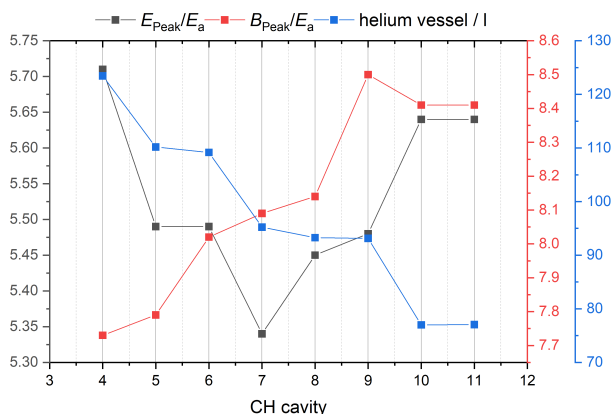 E_Peak/E_a B_Peak/E_a helium vessel / l
5.75 8.6 130
5.70 8.5 120
5.65 8.4 110
5.60 8.3 100
5.55 8.2 90
5.50 8.1 80
5.45 8.0 70
5.40 7.9
5.35 7.8
5.30 7.7
3 4 5 6 7 8 9 10 11 12
CH cavity